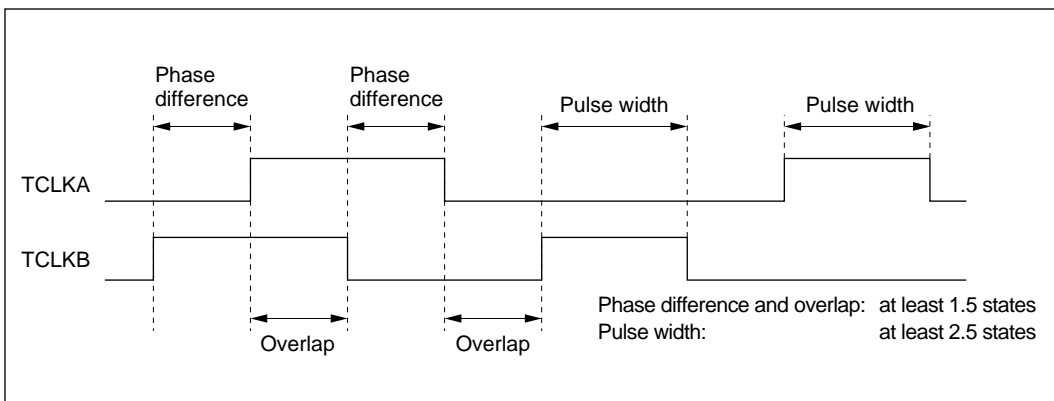 Phase
difference
Phase
difference
Pulse width
Pulse width
TCLKA
TCLKB
Overlap
Overlap
Phase difference and overlap: at least 1.5 states
Pulse width: at least 2.5 states